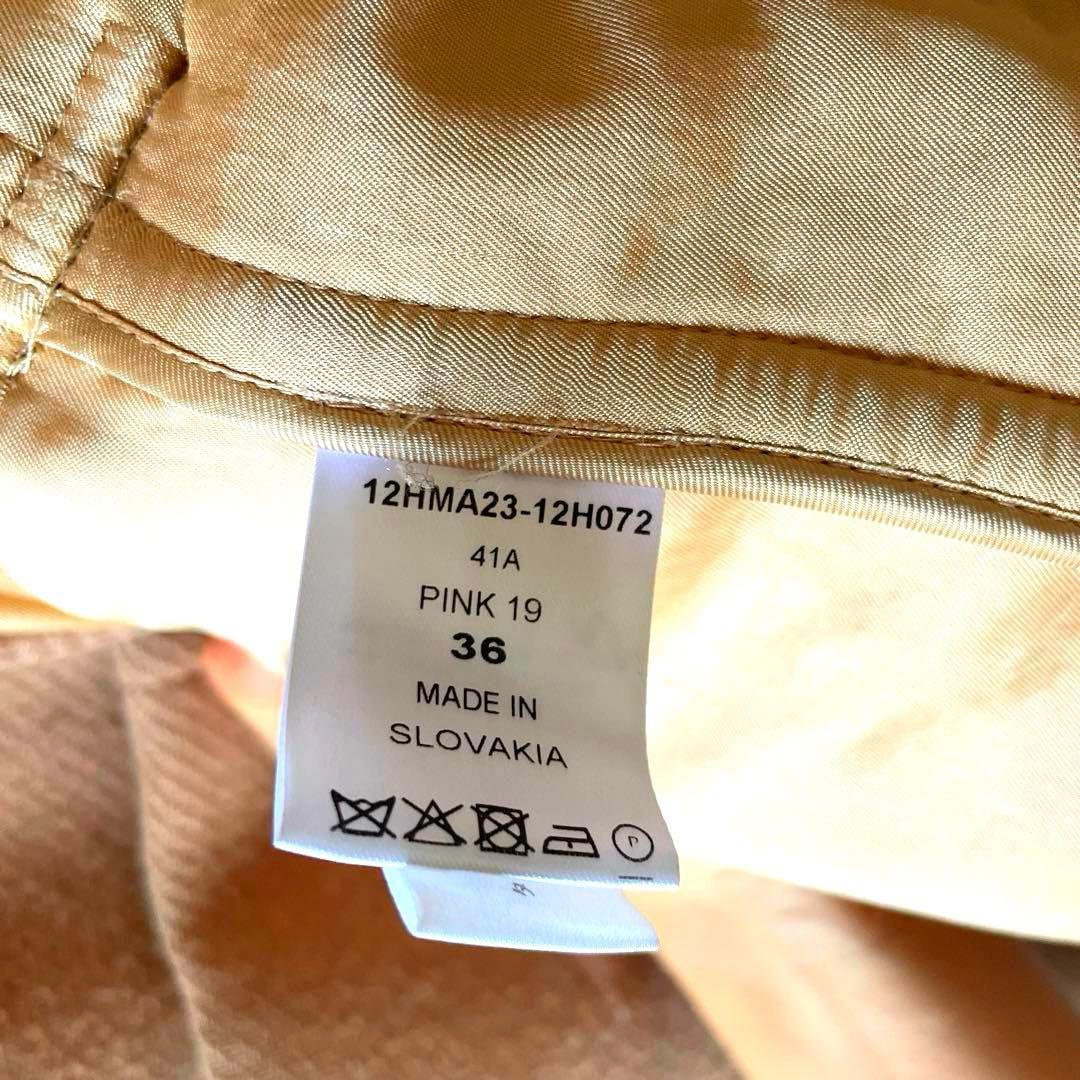 12HMA23-12H072
41A
PINK 19
36
MADE IN
SLOVAKIA
P